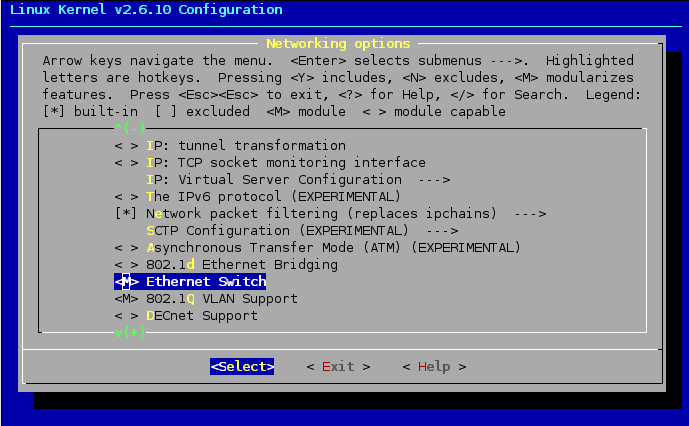 Linux Kernel v2.6.10 Configuration
Networking options
Arrow keys navigate the menu.  <Enter> selects submenus --->.  Highlighted
letters are hotkeys.  Pressing <Y> includes, <N> excludes, <M> modularizes
features.  Press <Esc><Esc> to exit, <?> for Help, </> for Search.  Legend:
[*] built-in  [ ] excluded  <M> module  < > module capable
^(-)
< > IP: tunnel transformation
< > IP: TCP socket monitoring interface
IP: Virtual Server Configuration  --->
< > The IPv6 protocol (EXPERIMENTAL)
[*] Network packet filtering (replaces ipchains)  --->
SCTP Configuration (EXPERIMENTAL)  --->
< > Asynchronous Transfer Mode (ATM) (EXPERIMENTAL)
< > 802.1d Ethernet Bridging
<M> Ethernet Switch
<M> 802.1Q VLAN Support
< > DECnet Support
v(+)
<Select>    < Exit >    < Help >